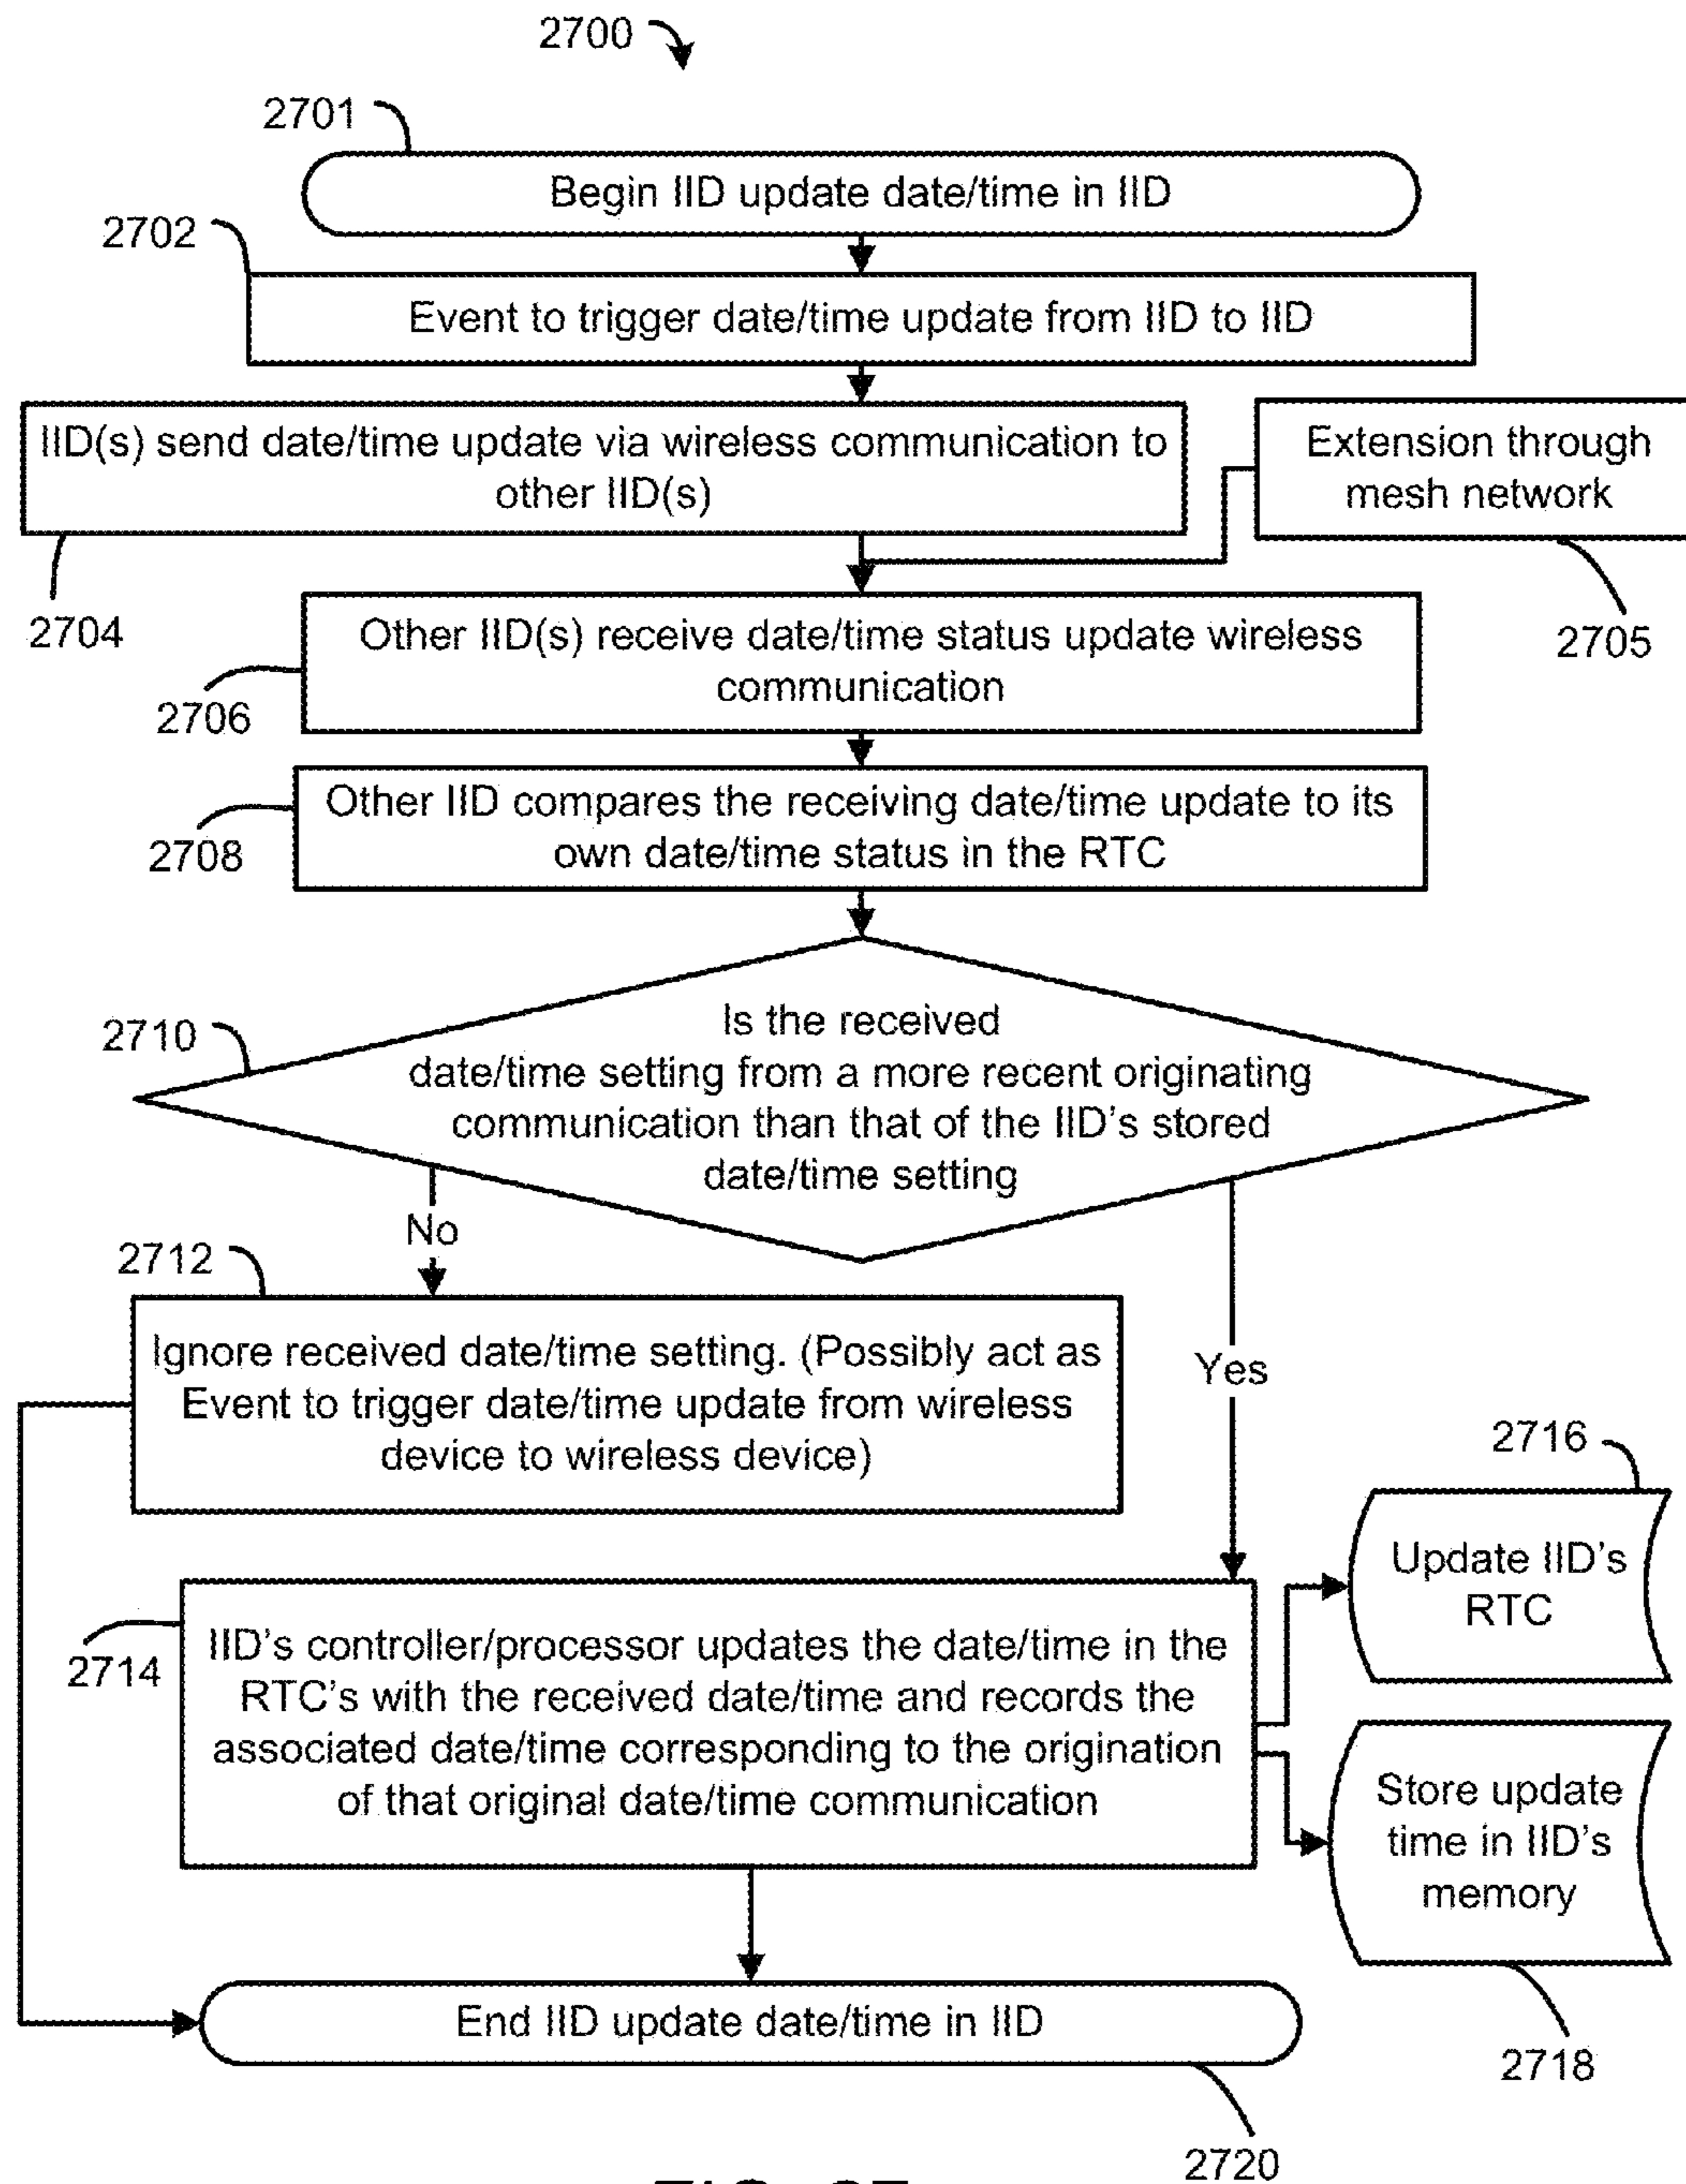 2700
2701
Begin IID update date/time in IID
2702
Event to trigger date/time update from IID to IID
IID(s) send date/time update via wireless communication to
other IID(s)
Extension through
mesh network
2704
2705
Other IID(s) receive date/time status update wireless
communication
2706
Other IID compares the receiving date/time update to its
own date/time status in the RTC
2708
2710
Is the received
date/time setting from a more recent originating
communication than that of the IID's stored
date/time setting
No
Yes
2712
Ignore received date/time setting. (Possibly act as
Event to trigger date/time update from wireless
device to wireless device)
2716
Update IID's
RTC
2714
IID's controller/processor updates the date/time in the
RTC's with the received date/time and records the
associated date/time corresponding to the origination
of that original date/time communication
Store update
time in IID's
memory
2718
End IID update date/time in IID
2720